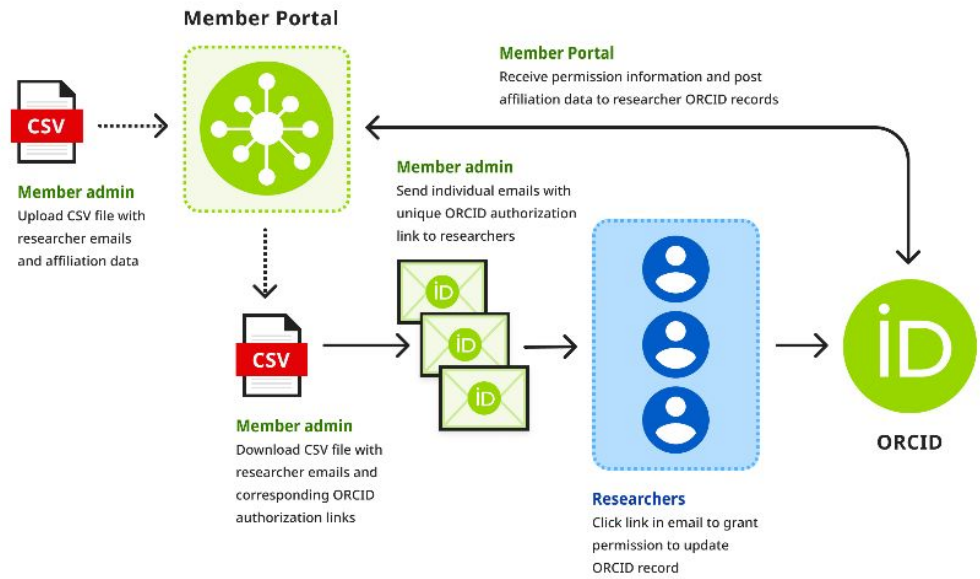 Member Portal
Member Portal
Receive permission information and post
affiliation data to researcher ORCID records
CSV
Member admin
Upload CSV file with
researcher emails
and affiliation data
Member admin
Send individual emails with
unique ORCID authorization
link to researchers
iD
iD
iD
CSV
Member admin
Download CSV file with
researcher emails and
corresponding ORCID
authorization links
Researchers
Click link in email to grant
permission to update
ORCID record
iD
ORCID